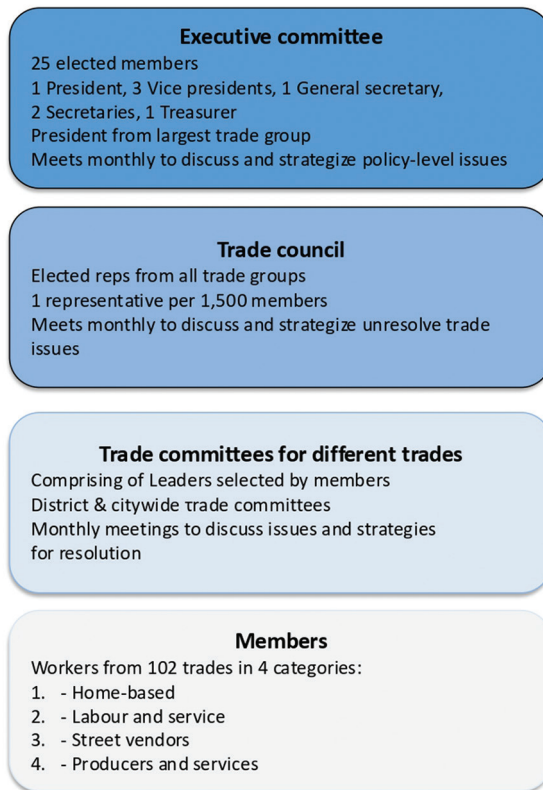 Executive committee
25 elected members
1 President, 3 Vice presidents, 1 General secretary,
2 Secretaries, 1 Treasurer
President from largest trade group
Meets monthly to discuss and strategize policy-level issues
Trade council
Elected reps from all trade groups
1 representative per 1,500 members
Meets monthly to discuss and strategize unresolve trade
issues
Trade committees for different trades
Comprising of Leaders selected by members
District & citywide trade committees
Monthly meetings to discuss issues and strategies
for resolution
Members
Workers from 102 trades in 4 categories:
1. - Home-based
2. - Labour and service
3. - Street vendors
4. - Producers and services